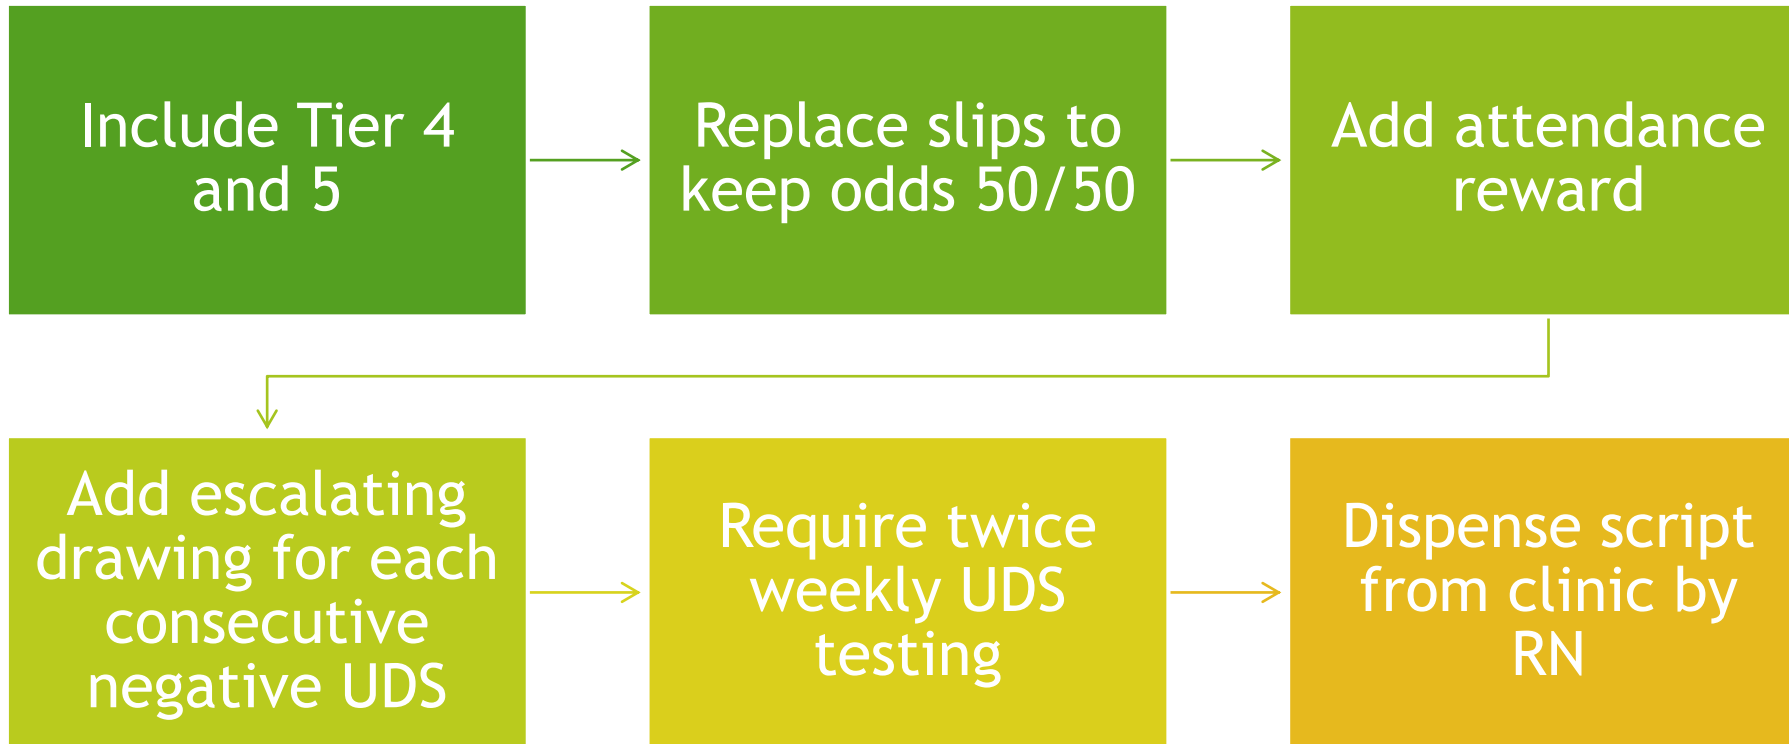 Include Tier 4
and 5
Replace slips to
keep odds 50/50
Add attendance
reward
Add escalating
drawing for each
consecutive
negative UDS
Require twice
weekly UDS
testing
Dispense script
from clinic by
RN